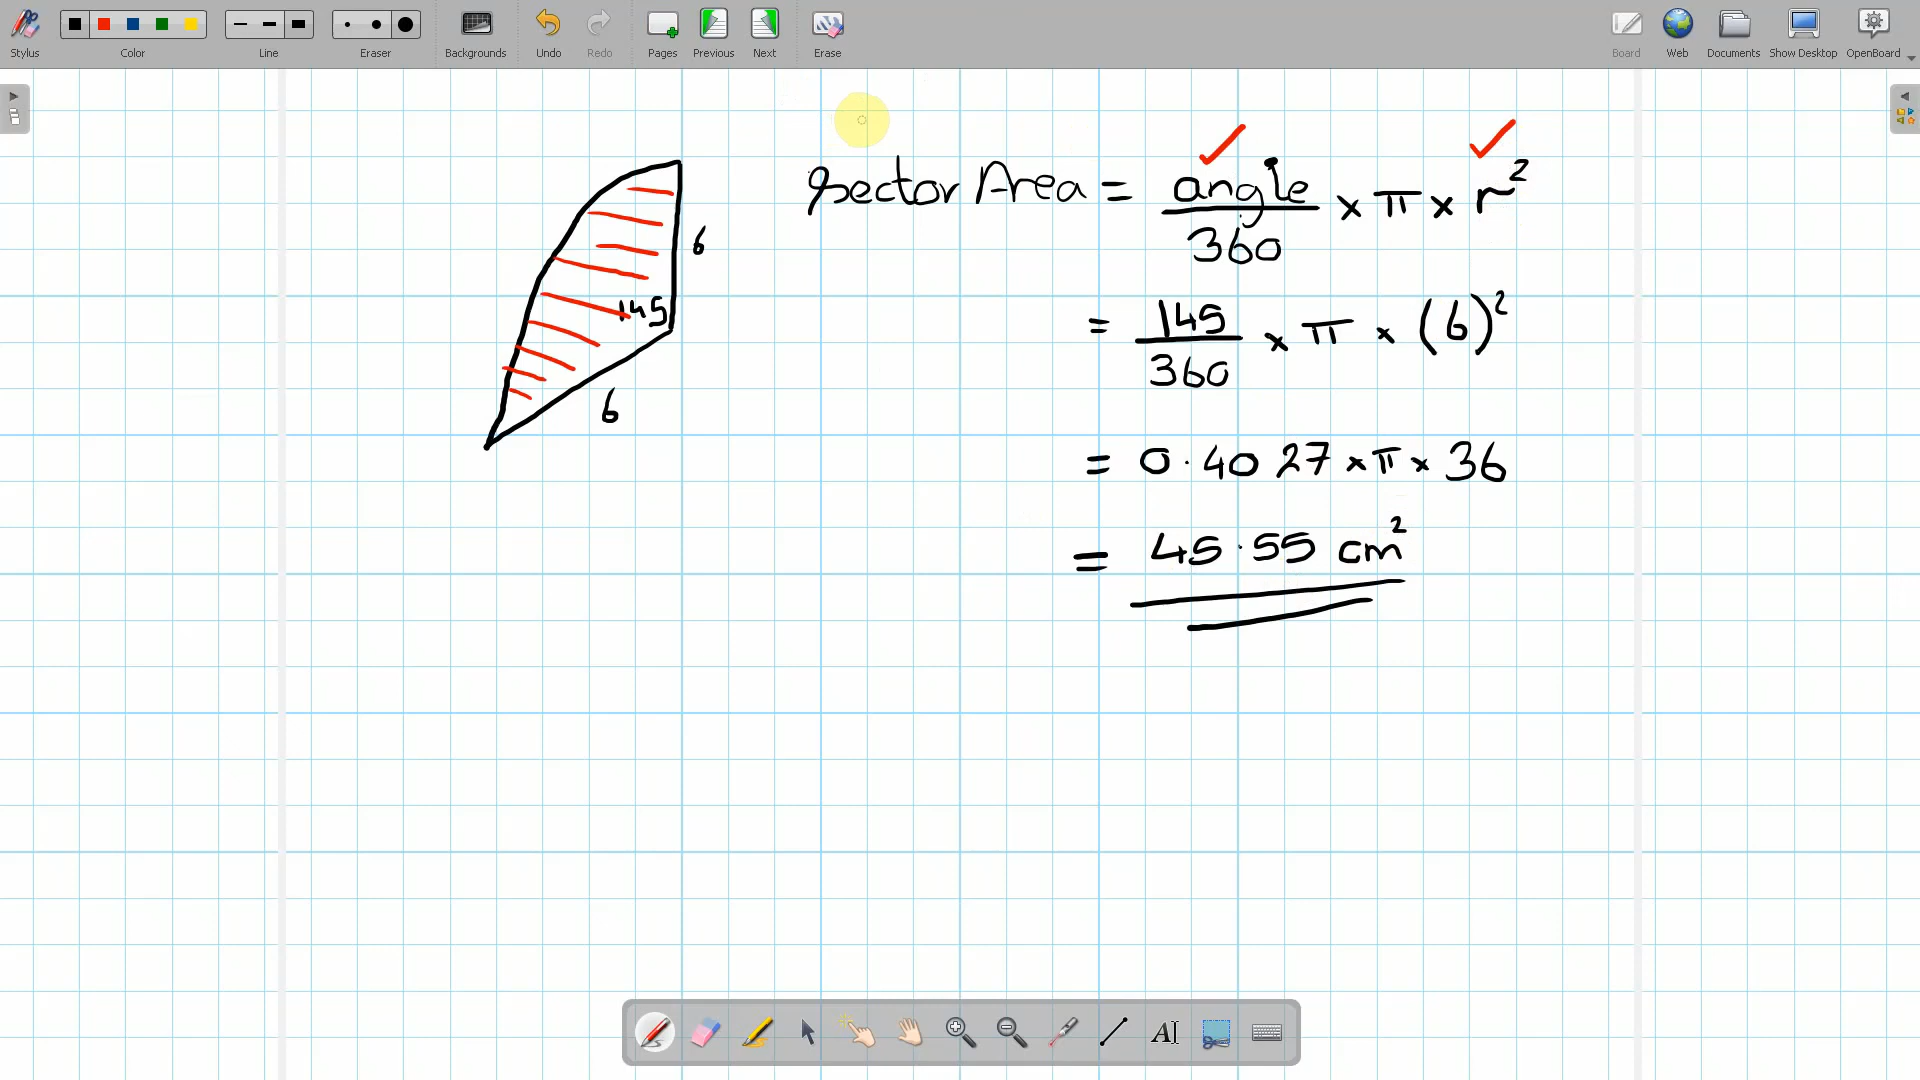 Stylus
Color
Line
Eraser
Backgrounds
Undo
Redo
Pages
Previous
Next
Erase
Board
Web
Documents
Show Desktop
OpenBoard
6
145
6
Sector Area = angle/360 × π × r²
= 145/360 × π × (6)²
= 0.4027 × π × 36
= 45.55 cm²
AI